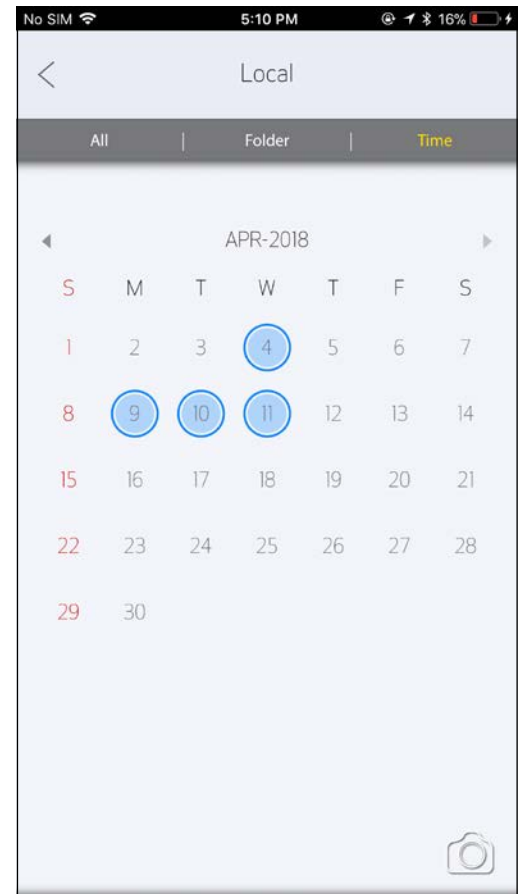 No SIM 5:10 PM 16%
Local
All | Folder | Time
APR-2018
S M T W T F S
1 2 3 4 5 6 7
8 9 10 11 12 13 14
15 16 17 18 19 20 21
22 23 24 25 26 27 28
29 30